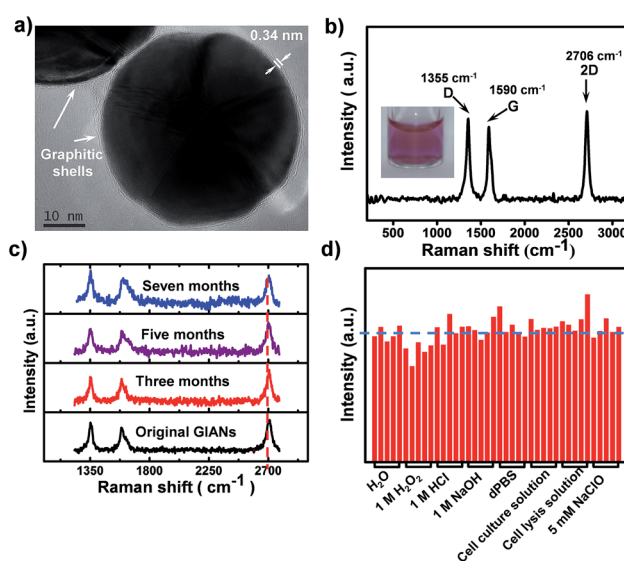 a)
0.34 nm
Graphitic
shells
10 nm
b)
Intensity (a.u.)
1355 cm⁻¹
D
1590 cm⁻¹
G
2706 cm⁻¹
2D
500 1000 1500 2000 2500 3000
Raman shift (cm⁻¹)
c)
Intensity (a.u.)
Seven months
Five months
Three months
Original GIANs
1350 1800 2250 2700
Raman shift ( cm⁻¹)
d)
Intensity (a.u.)
H₂O
1 M H₂O₂
1 M HCl
1 M NaOH
dPBS
Cell culture solution
Cell lysis solution
5 mM NaClO